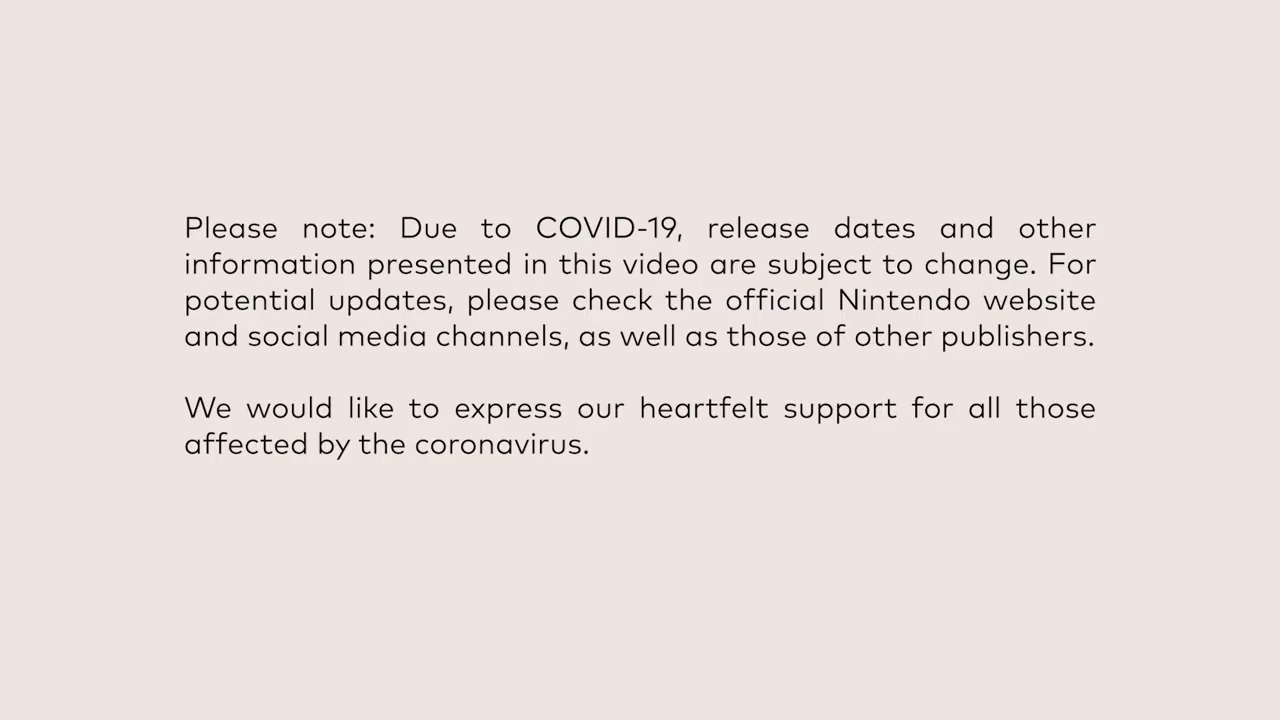 Please note: Due to COVID-19, release dates and other
information presented in this video are subject to change. For
potential updates, please check the official Nintendo website
and social media channels, as well as those of other publishers.
We would like to express our heartfelt support for all those
affected by the coronavirus.